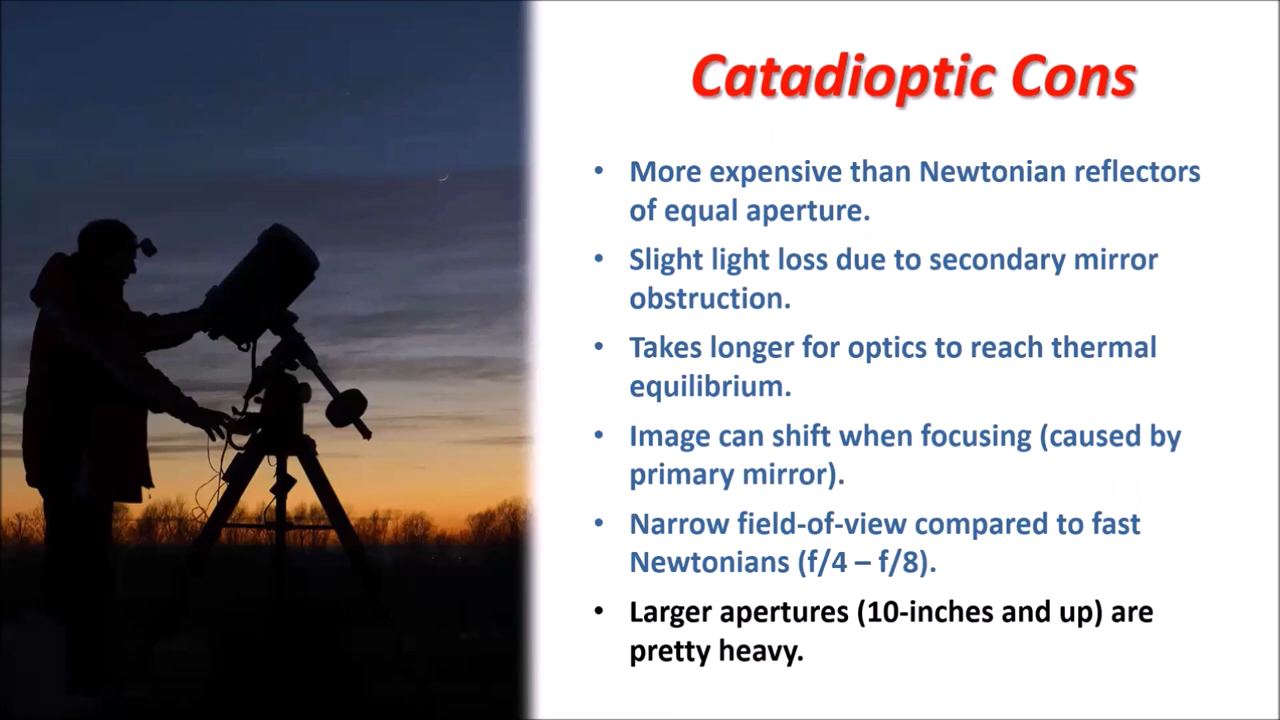 Catadioptic Cons
• More expensive than Newtonian reflectors
of equal aperture.
• Slight light loss due to secondary mirror
obstruction.
• Takes longer for optics to reach thermal
equilibrium.
• Image can shift when focusing (caused by
primary mirror).
• Narrow field-of-view compared to fast
Newtonians (f/4 – f/8).
• Larger apertures (10-inches and up) are
pretty heavy.